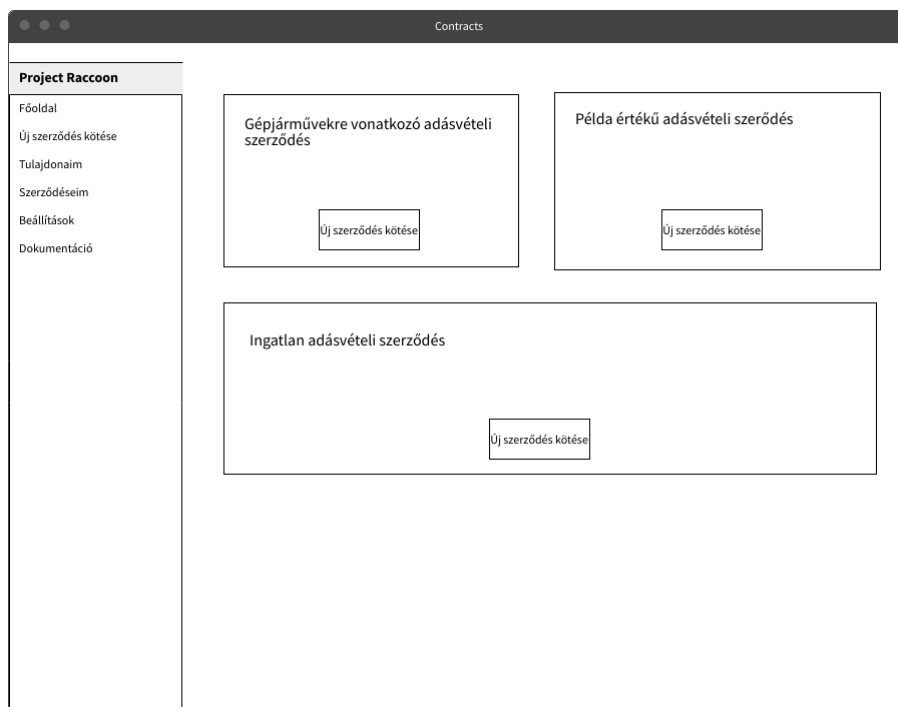 Contracts
Project Raccoon
Főoldal
Új szerződés kötése
Tulajdonaim
Szerződéseim
Beállítások
Dokumentáció
Gépjárművekre vonatkozó adásvételi
szerződés
Új szerződés kötése
Példa értékű adásvételi szerődés
Új szerződés kötése
Ingatlan adásvételi szerződés
Új szerződés kötése